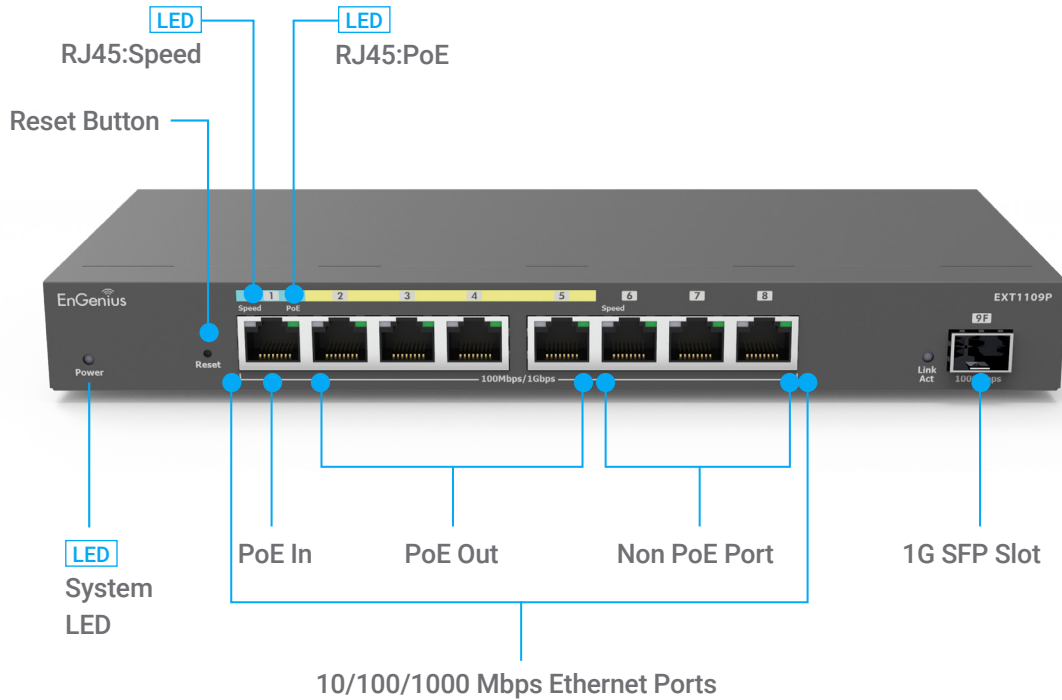 LED
RJ45:Speed
LED
RJ45:PoE
Reset Button
EnGenius
EXT1109P
1
2
3
4
5
6
7
8
9F
Speed
PoE
Speed
Power
Reset
100Mbps/1Gbps
Link
Act
LED
System
LED
PoE In
PoE Out
Non PoE Port
1G SFP Slot
10/100/1000 Mbps Ethernet Ports